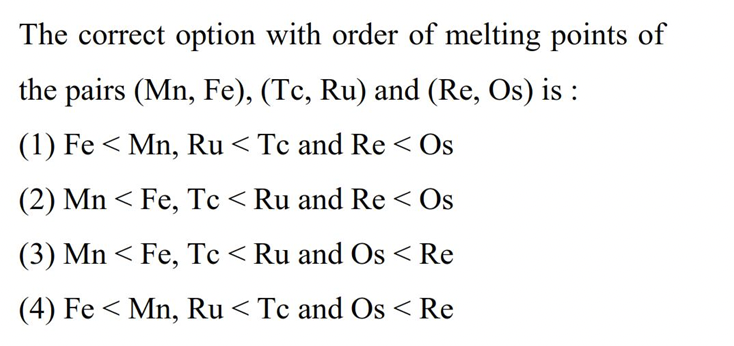 The correct option with order of melting points of
the pairs (Mn, Fe), (Tc, Ru) and (Re, Os) is :
(1) Fe < Mn, Ru < Tc and Re < Os
(2) Mn < Fe, Tc < Ru and Re < Os
(3) Mn < Fe, Tc < Ru and Os < Re
(4) Fe < Mn, Ru < Tc and Os < Re